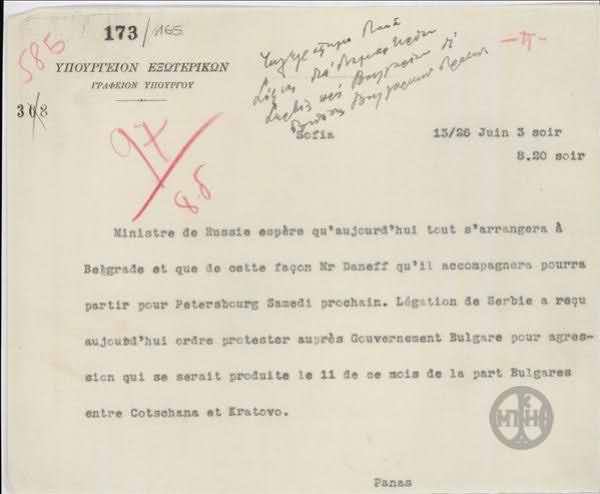 585
173/165
ΥΠΟΥΡΓΕΙΟΝ ΕΞΩΤΕΡΙΚΩΝ
ΓΡΑΦΕΙΟΝ ΥΠΟΥΡΓΟΥ
308
97
8.δ
Sofia 13/26 Juin 3 soir
8.20 soir
Ministre de Russie espère qu'aujourd'hui tout s'arrangera à
Belgrade et que de cette façon Mr Daneff qu'il accompagnera pourra
partir pour Petersbourg Samedi prochain. Légation de Serbie a reçu
aujourd'hui ordre protester auprès Gouvernement Bulgare pour agres-
sion qui se serait produite le 11 de ce mois de la part Bulgares
entre Cotschana et Kratovo.
Panas